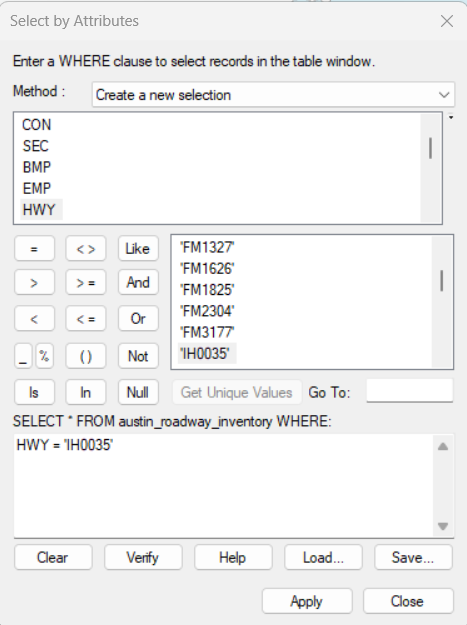 Select by Attributes
Enter a WHERE clause to select records in the table window.
Method :
Create a new selection
CON
SEC
BMP
EMP
HWY
= < > Like
> > = And
< < = Or
_ % ( ) Not
Is In Null
'FM1327'
'FM1626'
'FM1825'
'FM2304'
'FM3177'
'IH0035'
Get Unique Values Go To:
SELECT * FROM austin_roadway_inventory WHERE:
HWY = 'IH0035'
Clear Verify Help Load... Save...
Apply Close